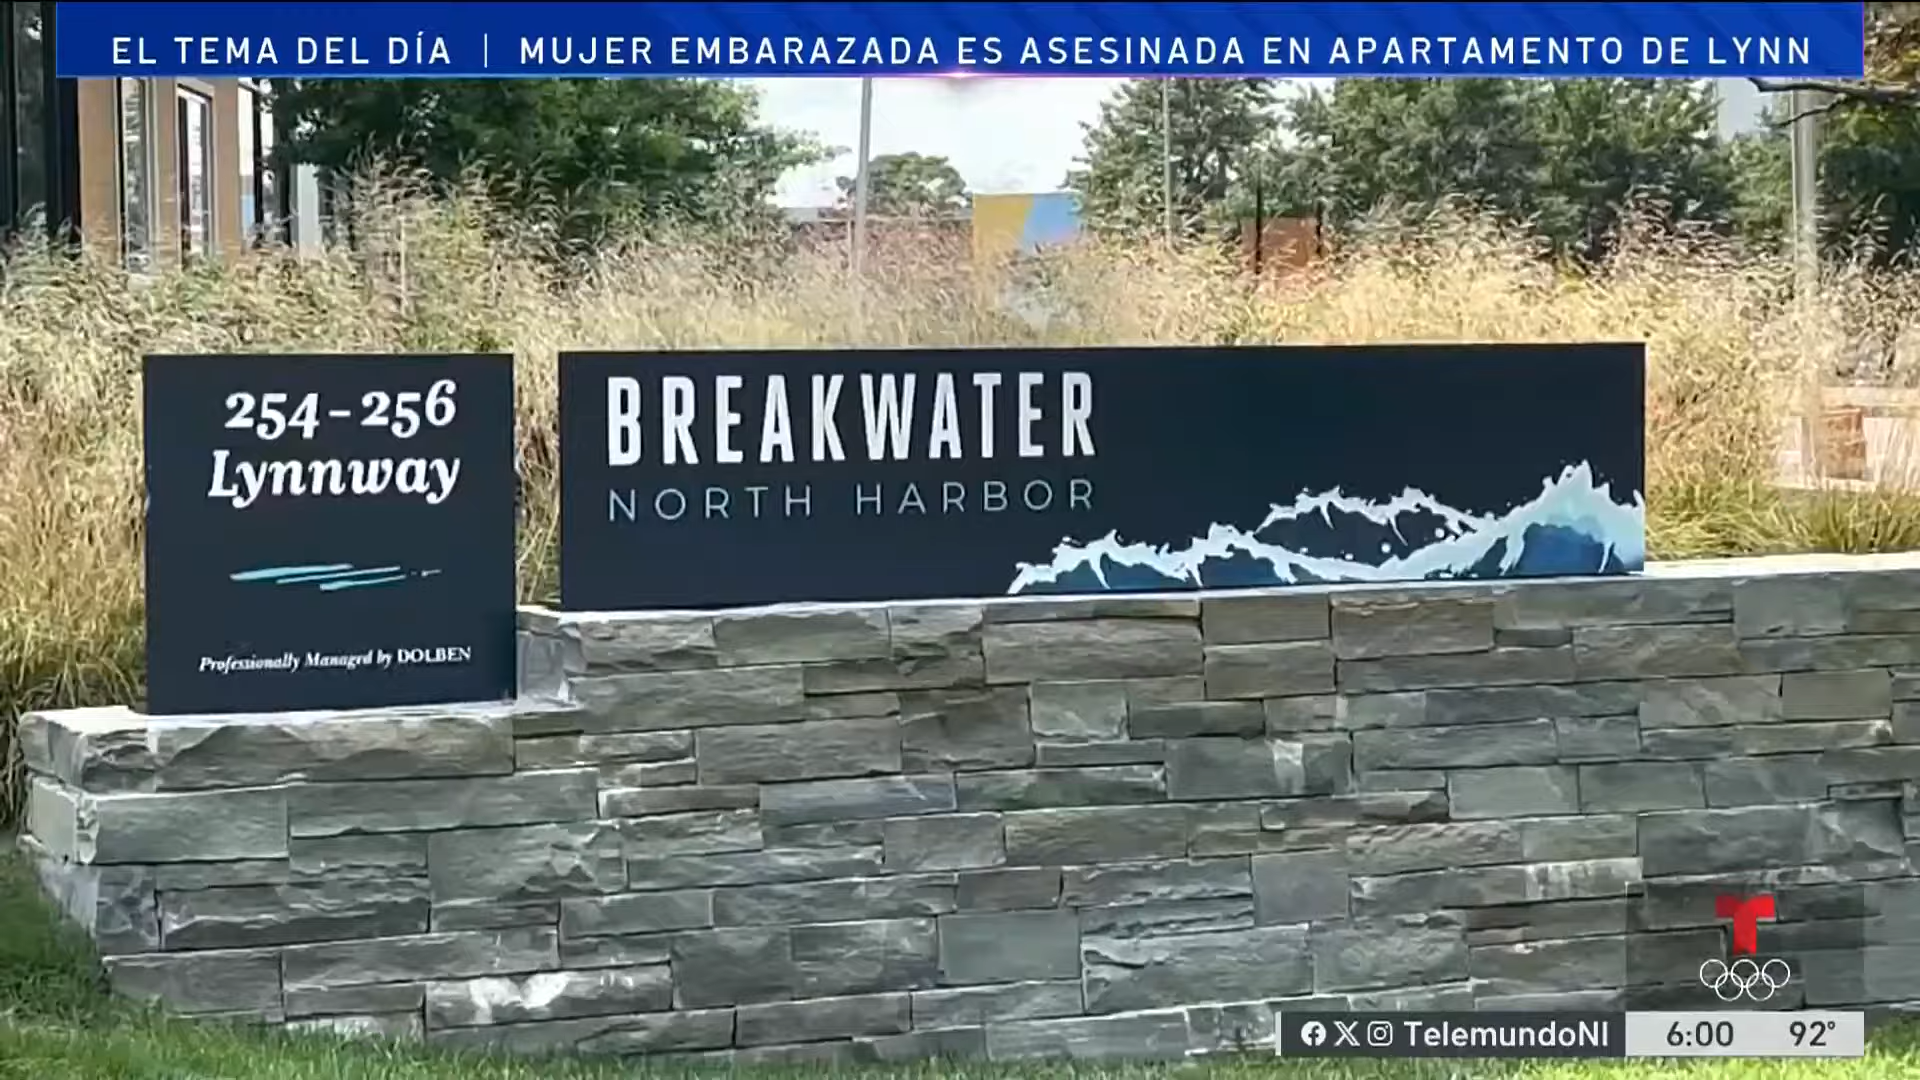 EL TEMA DEL DÍA | MUJER EMBARAZADA ES ASESINADA EN APARTAMENTO DE LYNN
254-256
Lynnway
Professionally Managed by DOLBEN
BREAKWATER
NORTH HARBOR
TelemundoNI
6:00 92°